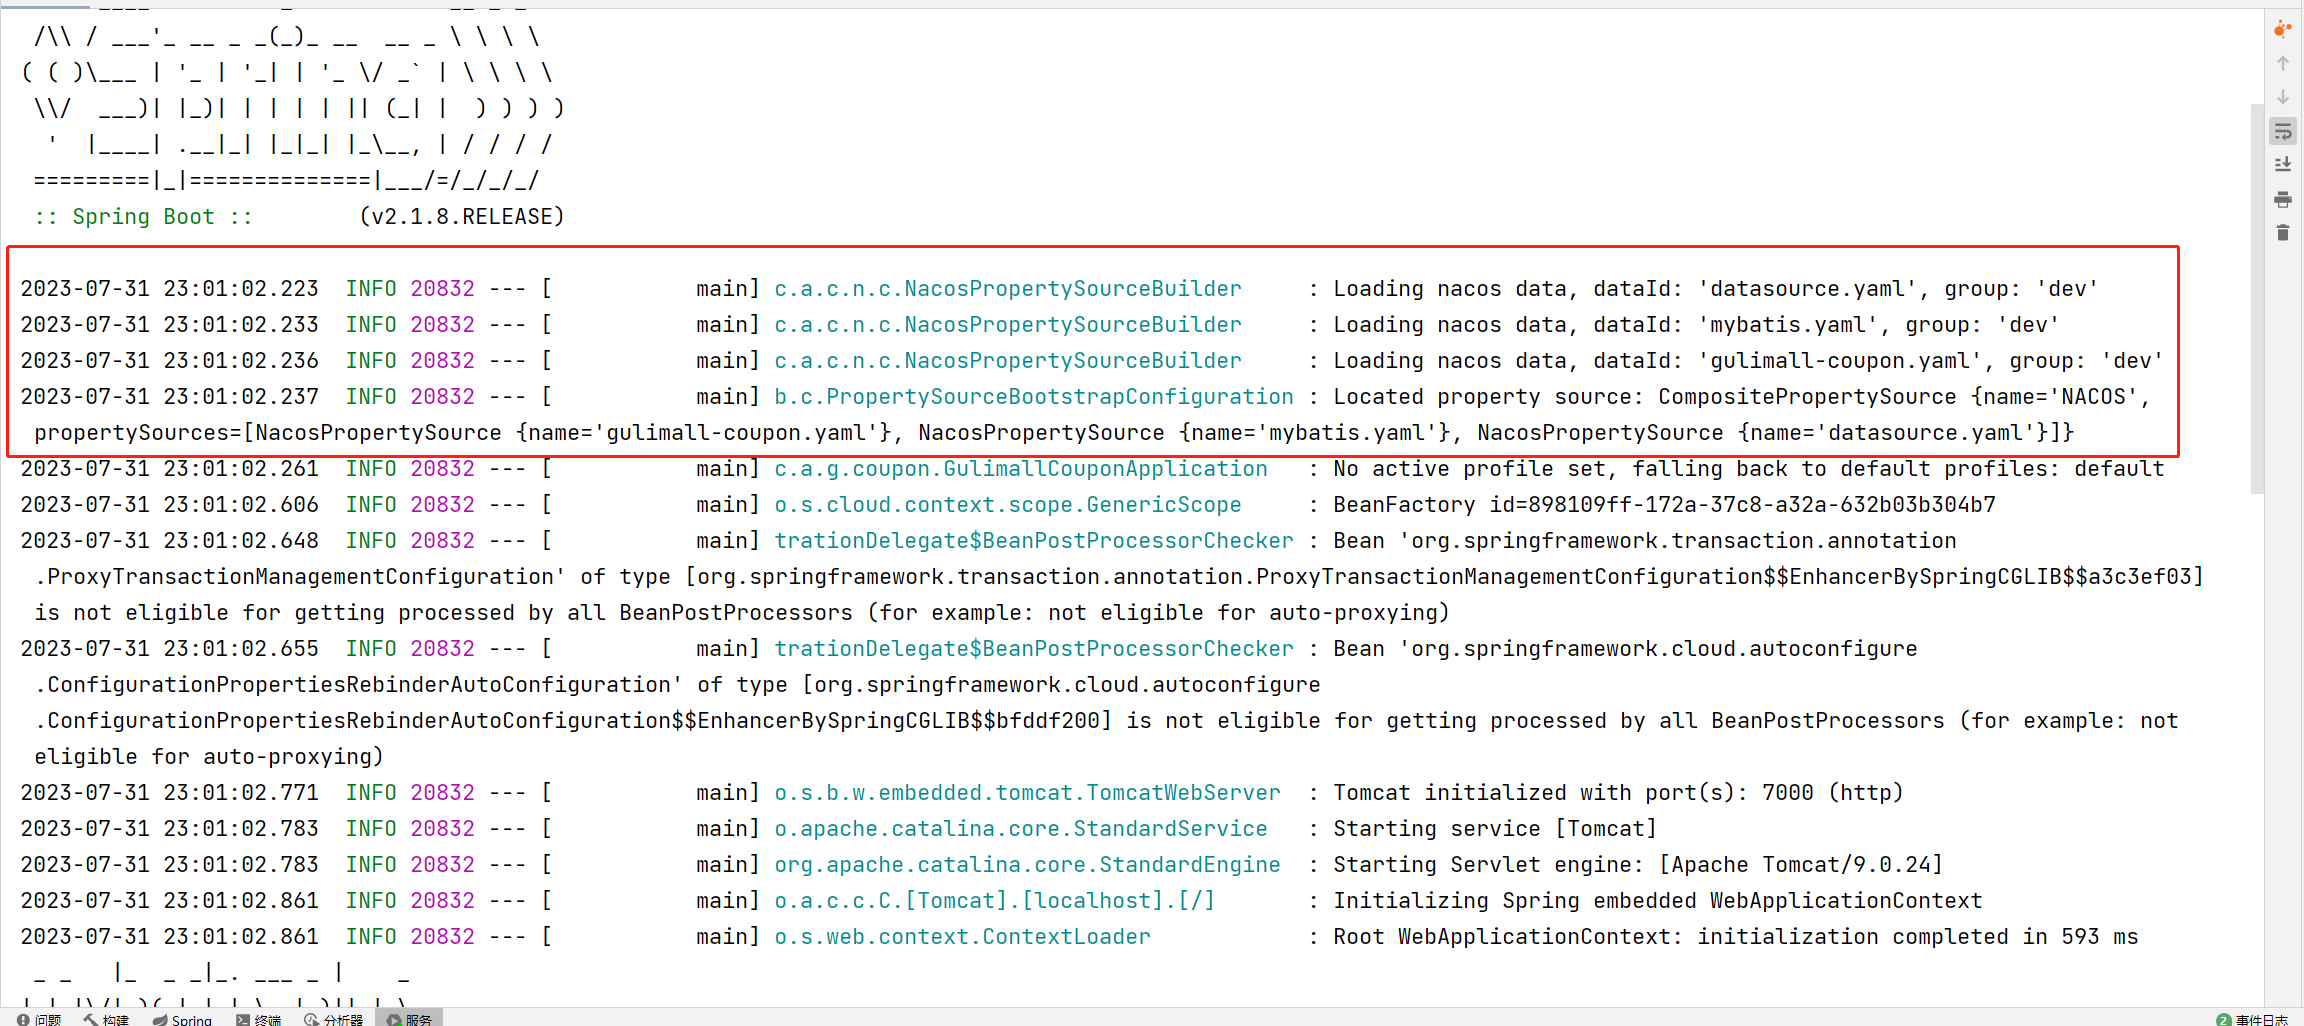 /\\ / ___'_ __ _ _(_)_ __  __ _ \ \ \ \
( ( )\___ | '_ | '_| | '_ \/ _` | \ \ \ \
 \\/  ___)| |_)| | | | | || (_| |  ) ) ) )
  '  |____| .__|_| |_|_| |_\__, | / / / /
 =========|_|==============|___/=/_/_/_/
 :: Spring Boot ::        (v2.1.8.RELEASE)
2023-07-31 23:01:02.223  INFO 20832 --- [           main] c.a.c.n.c.NacosPropertySourceBuilder     : Loading nacos data, dataId: 'datasource.yaml', group: 'dev'
2023-07-31 23:01:02.233  INFO 20832 --- [           main] c.a.c.n.c.NacosPropertySourceBuilder     : Loading nacos data, dataId: 'mybatis.yaml', group: 'dev'
2023-07-31 23:01:02.236  INFO 20832 --- [           main] c.a.c.n.c.NacosPropertySourceBuilder     : Loading nacos data, dataId: 'gulimall-coupon.yaml', group: 'dev'
2023-07-31 23:01:02.237  INFO 20832 --- [           main] b.c.PropertySourceBootstrapConfiguration : Located property source: CompositePropertySource {name='NACOS',
 propertySources=[NacosPropertySource {name='gulimall-coupon.yaml'}, NacosPropertySource {name='mybatis.yaml'}, NacosPropertySource {name='datasource.yaml'}]}
2023-07-31 23:01:02.261  INFO 20832 --- [           main] c.a.g.coupon.GulimallCouponApplication   : No active profile set, falling back to default profiles: default
2023-07-31 23:01:02.606  INFO 20832 --- [           main] o.s.cloud.context.scope.GenericScope     : BeanFactory id=898109ff-172a-37c8-a32a-632b03b304b7
2023-07-31 23:01:02.648  INFO 20832 --- [           main] trationDelegate$BeanPostProcessorChecker : Bean 'org.springframework.transaction.annotation
 .ProxyTransactionManagementConfiguration' of type [org.springframework.transaction.annotation.ProxyTransactionManagementConfiguration$$EnhancerBySpringCGLIB$$a3c3ef03]
 is not eligible for getting processed by all BeanPostProcessors (for example: not eligible for auto-proxying)
2023-07-31 23:01:02.655  INFO 20832 --- [           main] trationDelegate$BeanPostProcessorChecker : Bean 'org.springframework.cloud.autoconfigure
 .ConfigurationPropertiesRebinderAutoConfiguration' of type [org.springframework.cloud.autoconfigure
 .ConfigurationPropertiesRebinderAutoConfiguration$$EnhancerBySpringCGLIB$$bfddf200] is not eligible for getting processed by all BeanPostProcessors (for example: not
 eligible for auto-proxying)
2023-07-31 23:01:02.771  INFO 20832 --- [           main] o.s.b.w.embedded.tomcat.TomcatWebServer  : Tomcat initialized with port(s): 7000 (http)
2023-07-31 23:01:02.783  INFO 20832 --- [           main] o.apache.catalina.core.StandardService   : Starting service [Tomcat]
2023-07-31 23:01:02.783  INFO 20832 --- [           main] org.apache.catalina.core.StandardEngine  : Starting Servlet engine: [Apache Tomcat/9.0.24]
2023-07-31 23:01:02.861  INFO 20832 --- [           main] o.a.c.c.C.[Tomcat].[localhost].[/]       : Initializing Spring embedded WebApplicationContext
2023-07-31 23:01:02.861  INFO 20832 --- [           main] o.s.web.context.ContextLoader            : Root WebApplicationContext: initialization completed in 593 ms
 _ _   |_  _ _|_. ___ _ |    _
问题 构建 Spring 终端 分析器 服务 2 事件日志